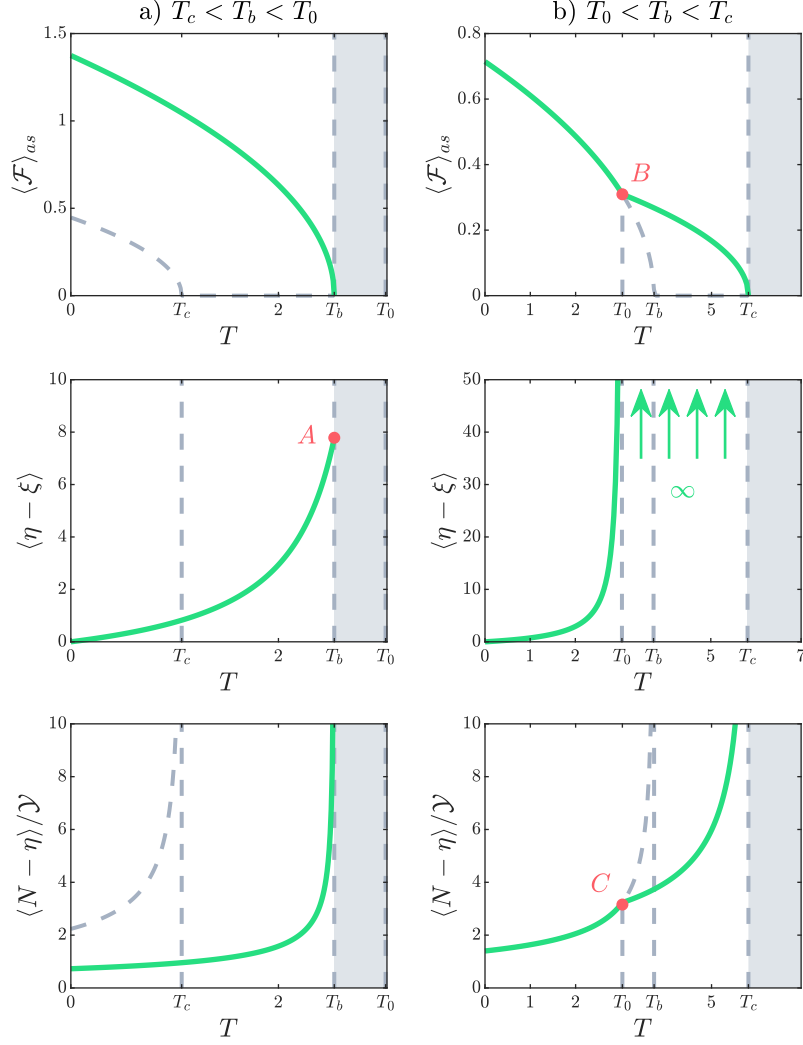 a) T_c < T_b < T_0
b) T_0 < T_b < T_c
⟨ℱ⟩_as
1.5
1
0.5
0
0 T_c 2 T_b T_0
T
⟨ℱ⟩_as
0.8
0.6
0.4
0.2
0
B
0 1 2 T_0 T_b 5 T_c
T
⟨η − ξ⟩
10
8
6
4
2
0
A
0 T_c 2 T_b T_0
T
⟨η − ξ⟩
50
40
30
20
10
0
∞
0 1 2 T_0 T_b 5 T_c 7
T
⟨N − η⟩/𝒴
10
8
6
4
2
0
0 T_c 2 T_b T_0
T
⟨N − η⟩/𝒴
10
8
6
4
2
0
C
0 1 2 T_0 T_b 5 T_c 7
T